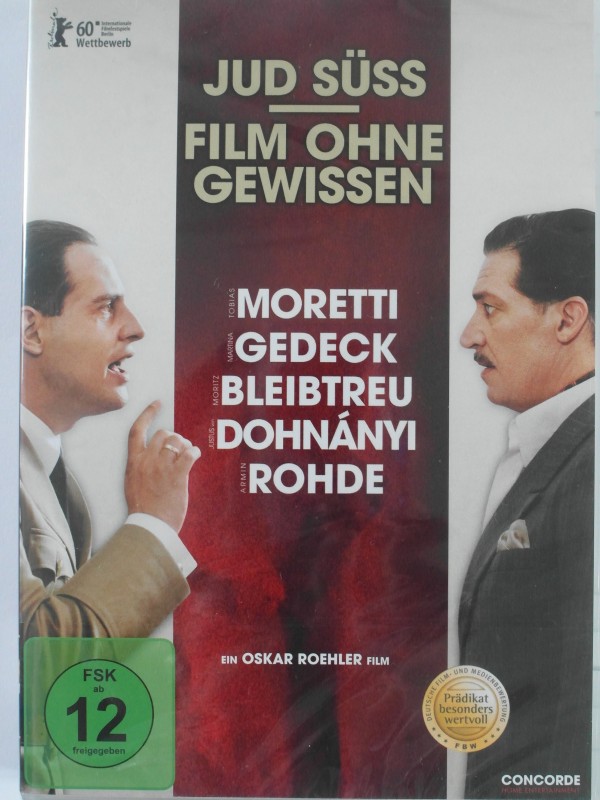 60
Internationale
Filmfestspiele
Berlin
Wettbewerb
JUD SÜSS
FILM OHNE
GEWISSEN
TOBIAS MORETTI
MARTINA GEDECK
MORITZ BLEIBTREU
JUSTUS von DOHNÁNYI
ARMIN ROHDE
EIN OSKAR ROEHLER FILM
FSK
ab
12
freigegeben
DEUTSCHE FILM- UND MEDIENBEWERTUNG
Prädikat
besonders
wertvoll
FBW
CONCORDE
HOME ENTERTAINMENT